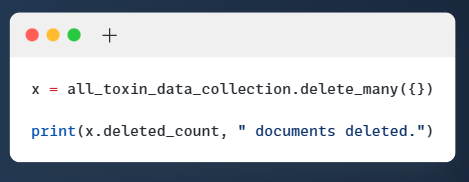 x = all_toxin_data_collection.delete_many({})
print(x.deleted_count, " documents deleted.")